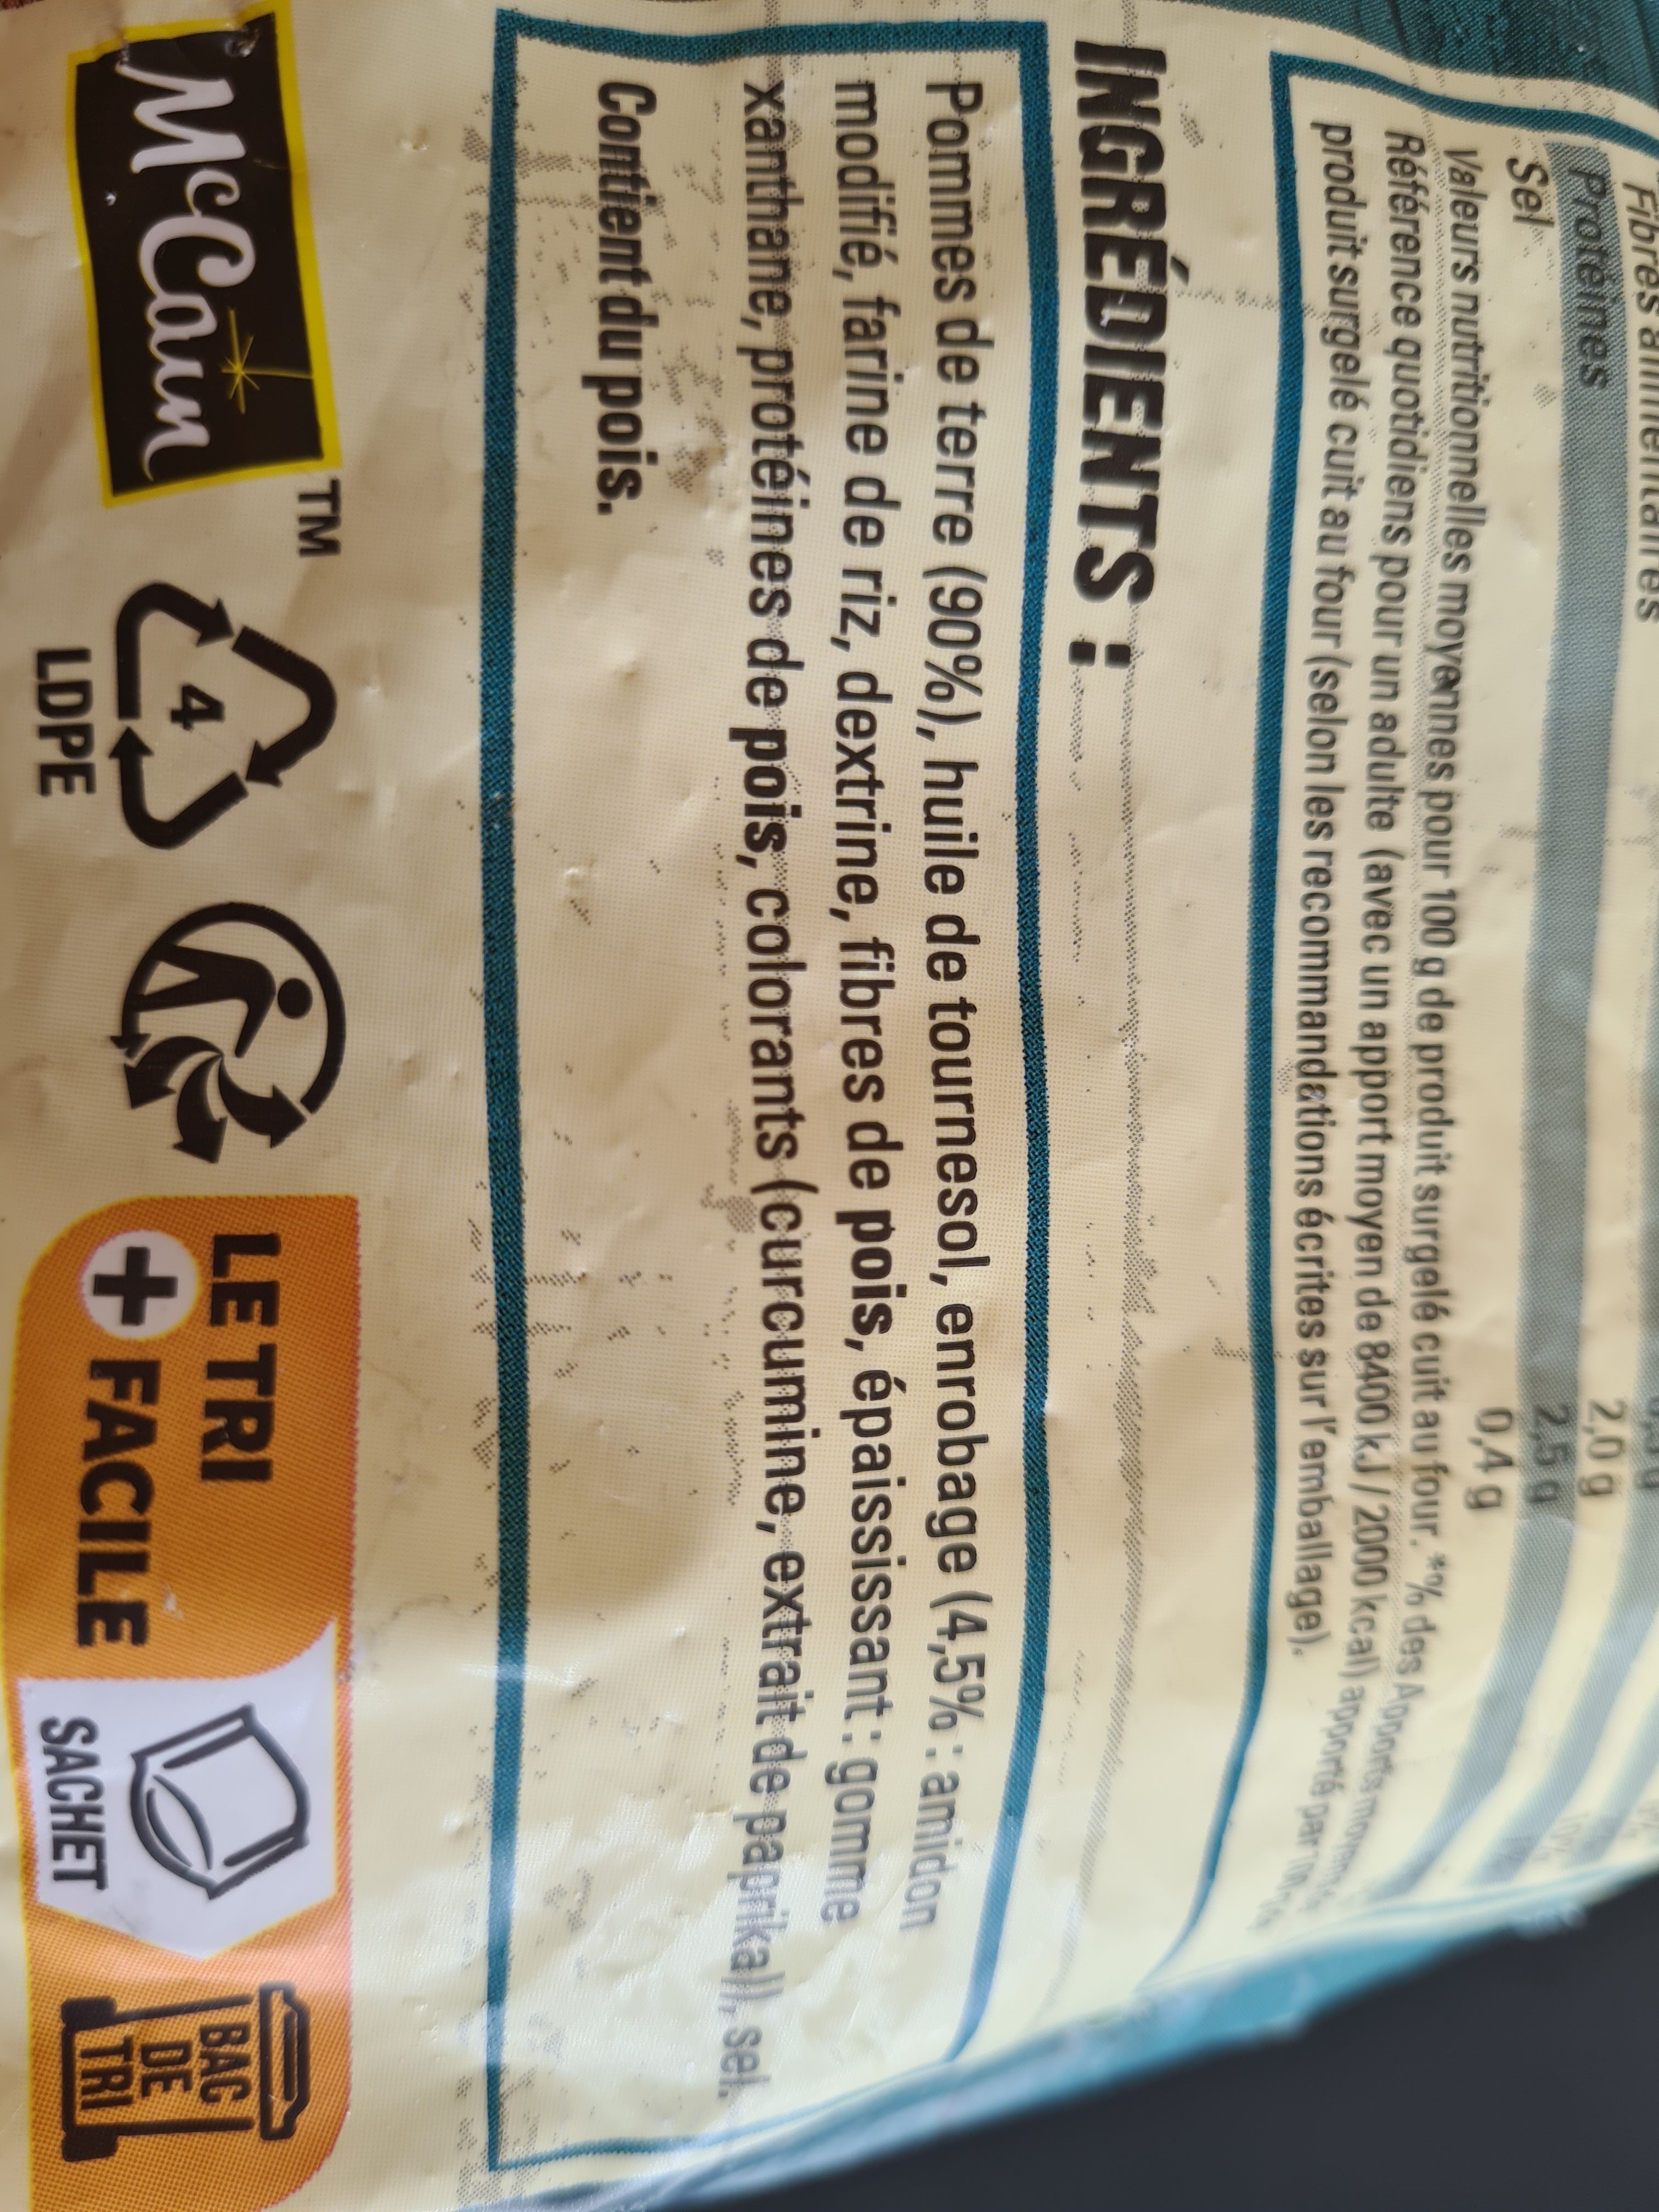 Fibres alimentaires 2,0 g
Protéines 2,5 g
Sel 0,4 g
Valeurs nutritionnelles moyennes pour 100 g de produit surgelé cuit au four. *% des Apports
Référence quotidiens pour un adulte (avec un apport moyen de 8400 kJ / 2000 kcal) apporté par
produit surgelé cuit au four (selon les recommandations écrites sur l'emballage).
INGRÉDIENTS :
Pommes de terre (90%), huile de tournesol, enrobage (4,5% : amidon
modifié, farine de riz, dextrine, fibres de pois, épaississant : gomme
xanthane, protéines de pois, colorants (curcumine, extrait de paprika)), sel.
Contient du pois.
McCain TM
4
LDPE
LE TRI
+ FACILE
SACHET
BAC
DE
TRI